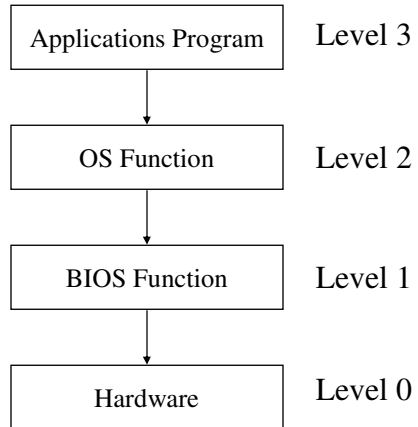 Applications Program
Level 3
OS Function
Level 2
BIOS Function
Level 1
Hardware
Level 0